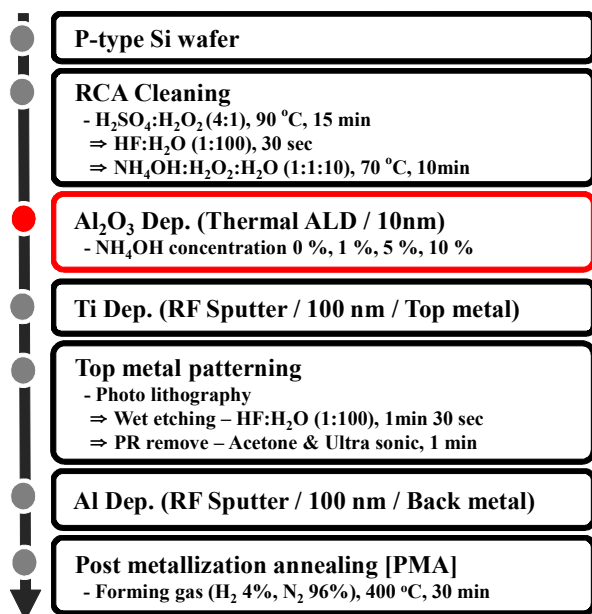 P-type Si wafer
RCA Cleaning
- H₂SO₄:H₂O₂ (4:1), 90 °C, 15 min
⇒ HF:H₂O (1:100), 30 sec
⇒ NH₄OH:H₂O₂:H₂O (1:1:10), 70 °C, 10min
Al₂O₃ Dep. (Thermal ALD / 10nm)
- NH₄OH concentration 0 %, 1 %, 5 %, 10 %
Ti Dep. (RF Sputter / 100 nm / Top metal)
Top metal patterning
- Photo lithography
⇒ Wet etching – HF:H₂O (1:100), 1min 30 sec
⇒ PR remove – Acetone & Ultra sonic, 1 min
Al Dep. (RF Sputter / 100 nm / Back metal)
Post metallization annealing [PMA]
- Forming gas (H₂ 4%, N₂ 96%), 400 °C, 30 min